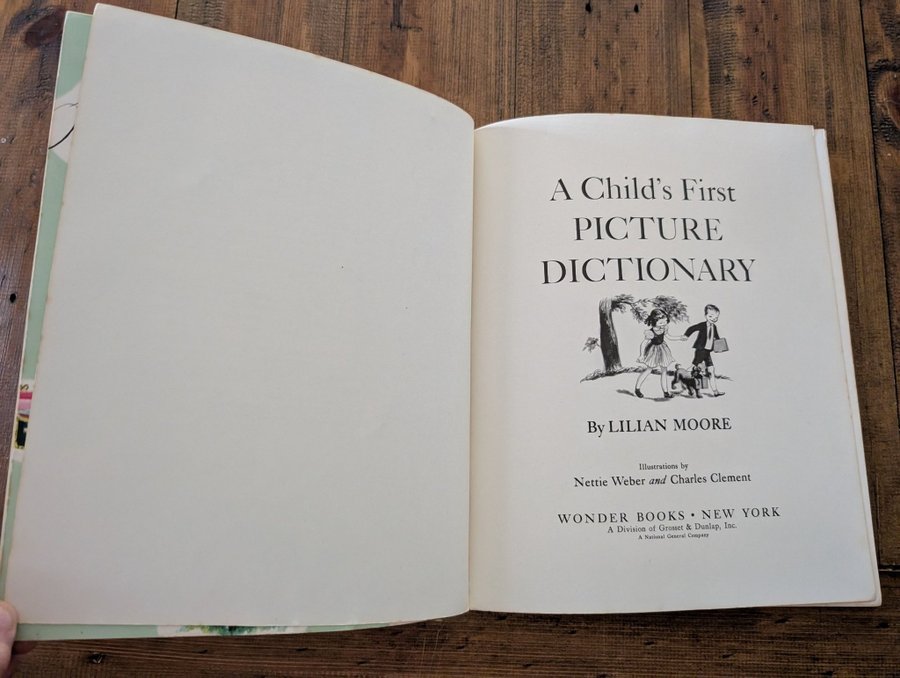 A Child's First
PICTURE
DICTIONARY
By LILIAN MOORE
Illustrations by
Nettie Weber and Charles Clement
WONDER BOOKS • NEW YORK
A Division of Grosset & Dunlap, Inc.
A National General Company